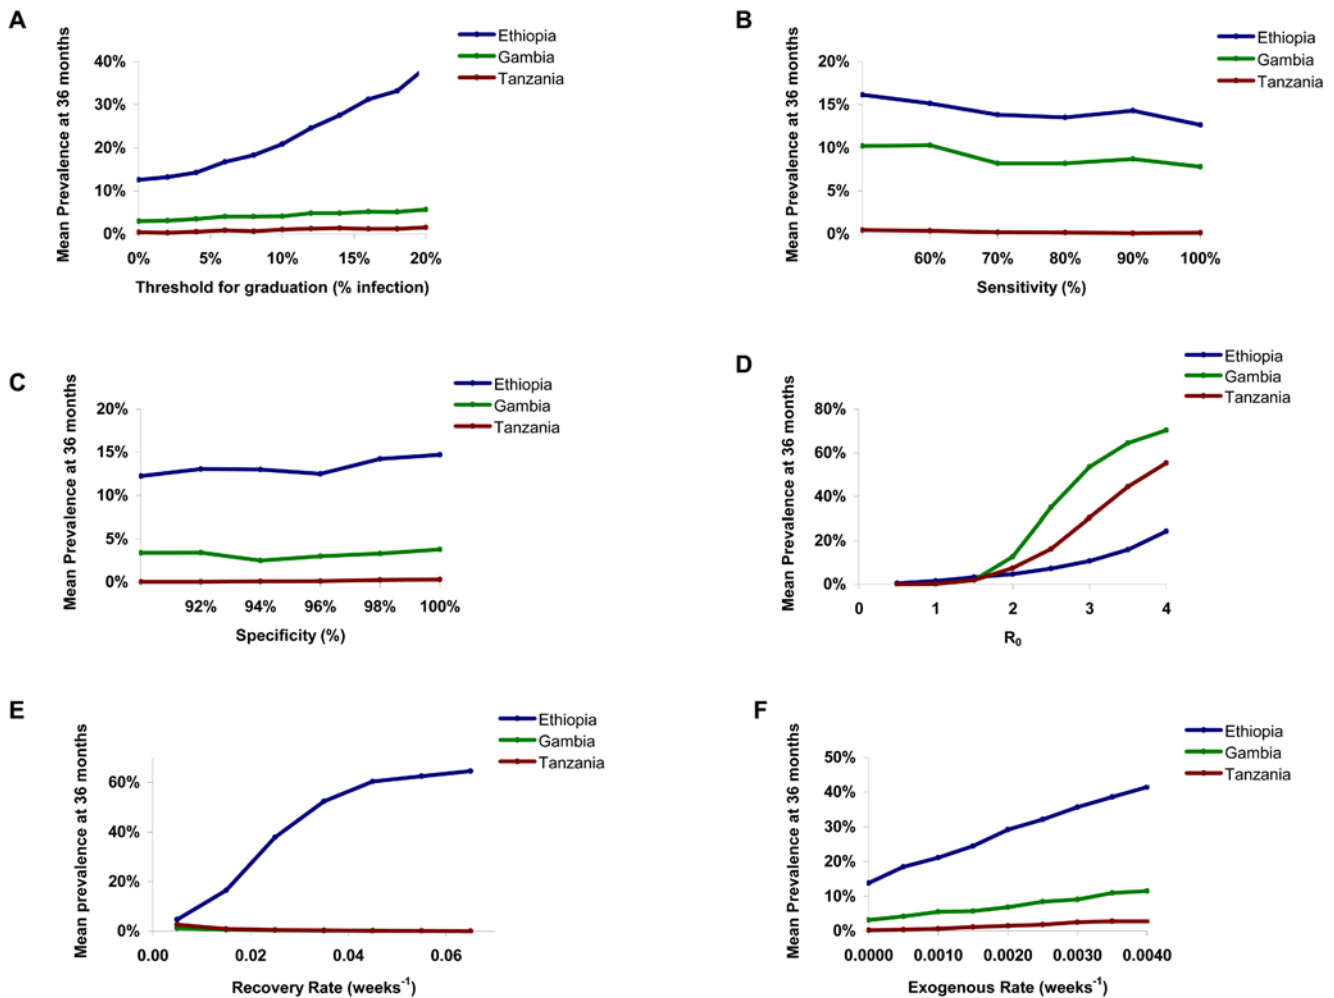 A
Ethiopia
Gambia
Tanzania
Mean Prevalence at 36 months
40%
30%
20%
10%
0%
0% 5% 10% 15% 20%
Threshold for graduation (% infection)
B
Ethiopia
Gambia
Tanzania
Mean Prevalence at 36 months
20%
15%
10%
5%
0%
60% 70% 80% 90% 100%
Sensitivity (%)
C
Ethiopia
Gambia
Tanzania
Mean Prevalence at 36 months
20%
15%
10%
5%
0%
92% 94% 96% 98% 100%
Specificity (%)
D
Ethiopia
Gambia
Tanzania
Mean Prevalence at 36 months
80%
60%
40%
20%
0%
0 1 2 3 4
R₀
E
Ethiopia
Gambia
Tanzania
Mean prevalence at 36 months
60%
40%
20%
0%
0.00 0.02 0.04 0.06
Recovery Rate (weeks⁻¹)
F
Ethiopia
Gambia
Tanzania
Mean Prevalence at 36 months
50%
40%
30%
20%
10%
0%
0.0000 0.0010 0.0020 0.0030 0.0040
Exogenous Rate (weeks⁻¹)